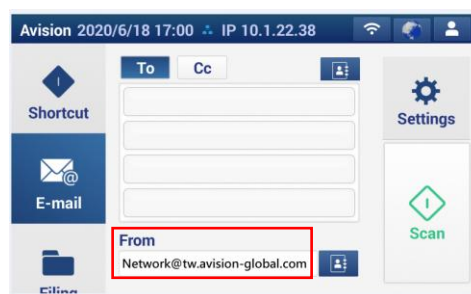 Avision 2020/6/18 17:00 IP 10.1.22.38
To Cc
Shortcut
Settings
E-mail
Scan
From
Network@tw.avision-global.com
Filing